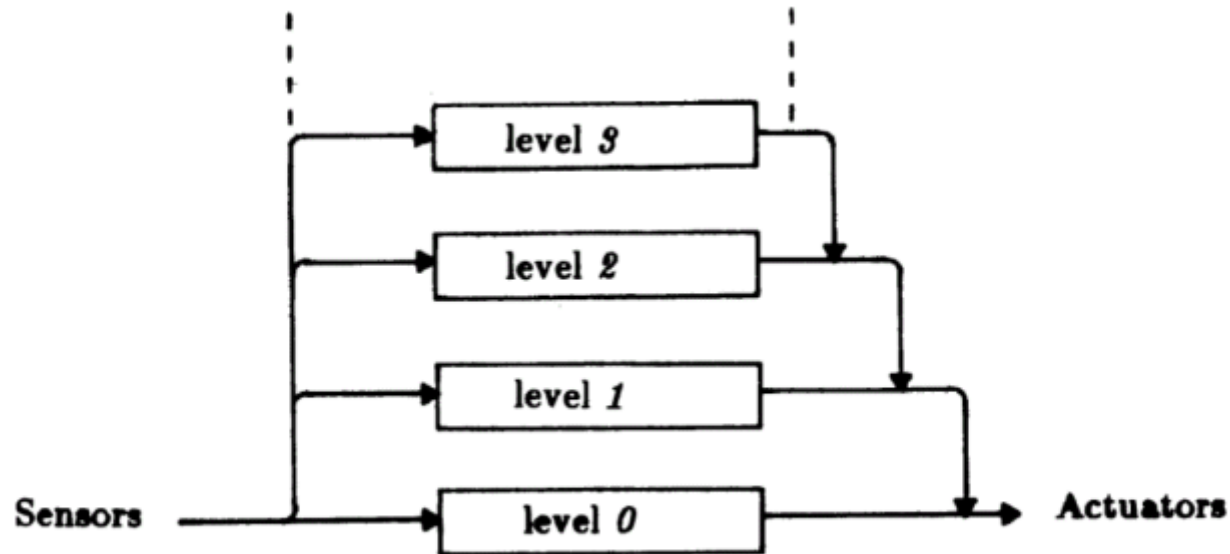 level 3
level 2
level 1
Sensors
level 0
Actuators